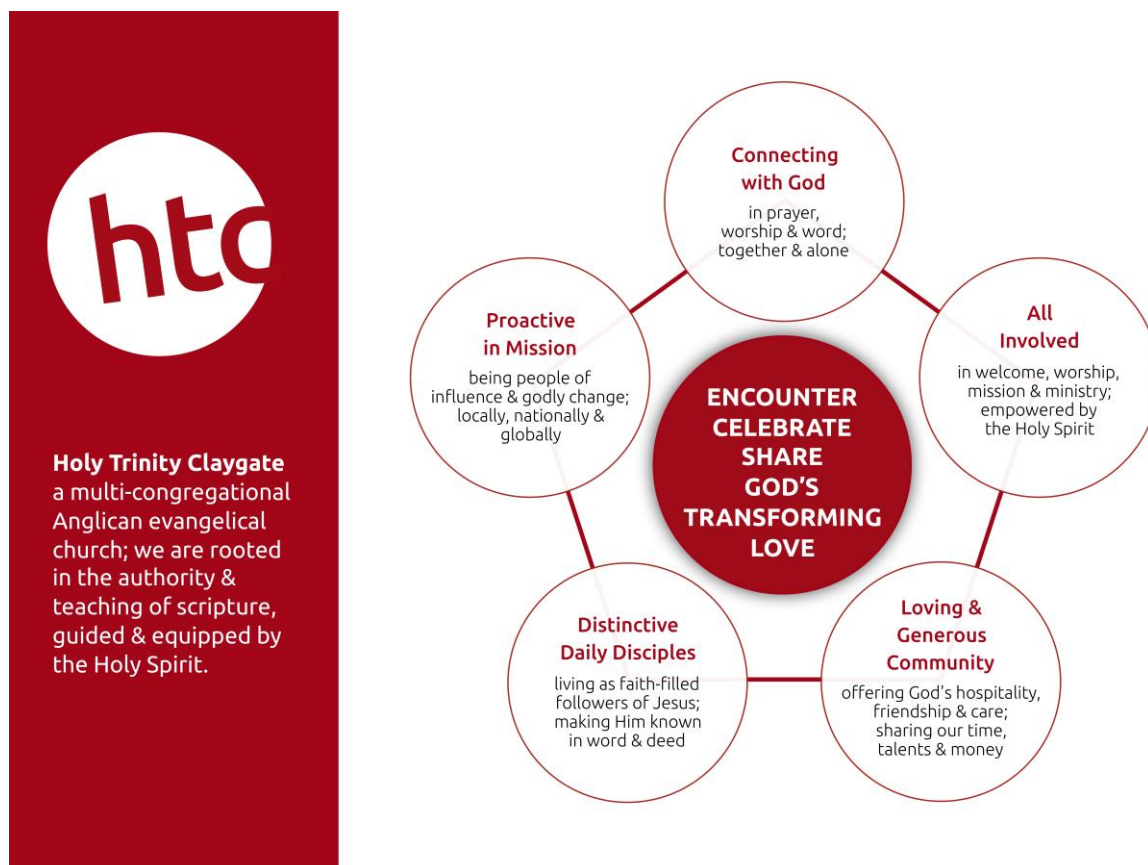 htc
Holy Trinity Claygate
a multi-congregational
Anglican evangelical
church; we are rooted
in the authority &
teaching of scripture,
guided & equipped by
the Holy Spirit.
Connecting
with God
in prayer,
worship & word;
together & alone
All
Involved
in welcome, worship,
mission & ministry;
empowered by
the Holy Spirit
Loving &
Generous
Community
offering God's hospitality,
friendship & care;
sharing our time,
talents & money
Distinctive
Daily Disciples
living as faith-filled
followers of Jesus;
making Him known
in word & deed
Proactive
in Mission
being people of
influence & godly change;
locally, nationally &
globally
ENCOUNTER
CELEBRATE
SHARE
GOD'S
TRANSFORMING
LOVE